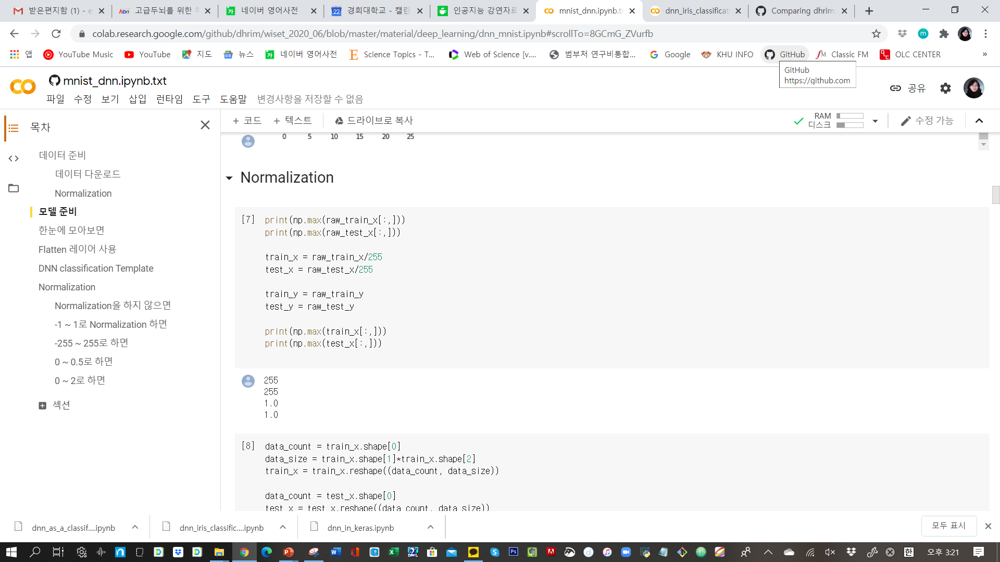 받은편지함 (1) - e
고급두뇌를 위한
네이버 영어사전
경희대학교 - 캘린
인공지능 강연자료
mnist_dnn.ipynb.t
dnn_iris_classificat
Comparing dhrim:
colab.research.google.com/github/dhrim/wiset_2020_06/blob/master/material/deep_learning/dnn_mnist.ipynb#scrollTo=8GCmG_ZVurfb
앱 YouTube Music YouTube 지도 뉴스 네이버 영어사전 Science Topics - T... Web of Science [v.... 범부처 연구비통합... Google KHU INFO GitHub Classic FM OLC CENTER »
GitHub
https://github.com
mnist_dnn.ipynb.txt
파일 수정 보기 삽입 런타임 도구 도움말 변경사항을 저장할 수 없음
공유
목차
데이터 준비
데이터 다운로드
Normalization
모델 준비
한눈에 모아보면
Flatten 레이어 사용
DNN classification Template
Normalization
Normalization을 하지 않으면
-1 ~ 1로 Normalization 하면
-255 ~ 255로 하면
0 ~ 0.5로 하면
0 ~ 2로 하면
섹션
+ 코드 + 텍스트 드라이브로 복사
RAM
디스크
수정 가능
0 5 10 15 20 25
Normalization
[7] print(np.max(raw_train_x[:,]))
print(np.max(raw_test_x[:,]))
train_x = raw_train_x/255
test_x = raw_test_x/255
train_y = raw_train_y
test_y = raw_test_y
print(np.max(train_x[:,]))
print(np.max(test_x[:,]))
255
255
1.0
1.0
[8] data_count = train_x.shape[0]
data_size = train_x.shape[1]*train_x.shape[2]
train_x = train_x.reshape((data_count, data_size))
data_count = test_x.shape[0]
test_x = test_x.reshape((data_count, data_size))
dnn_as_a_classif....ipynb
dnn_iris_classific....ipynb
dnn_in_keras.ipynb
모두 표시
한
오후 3:21